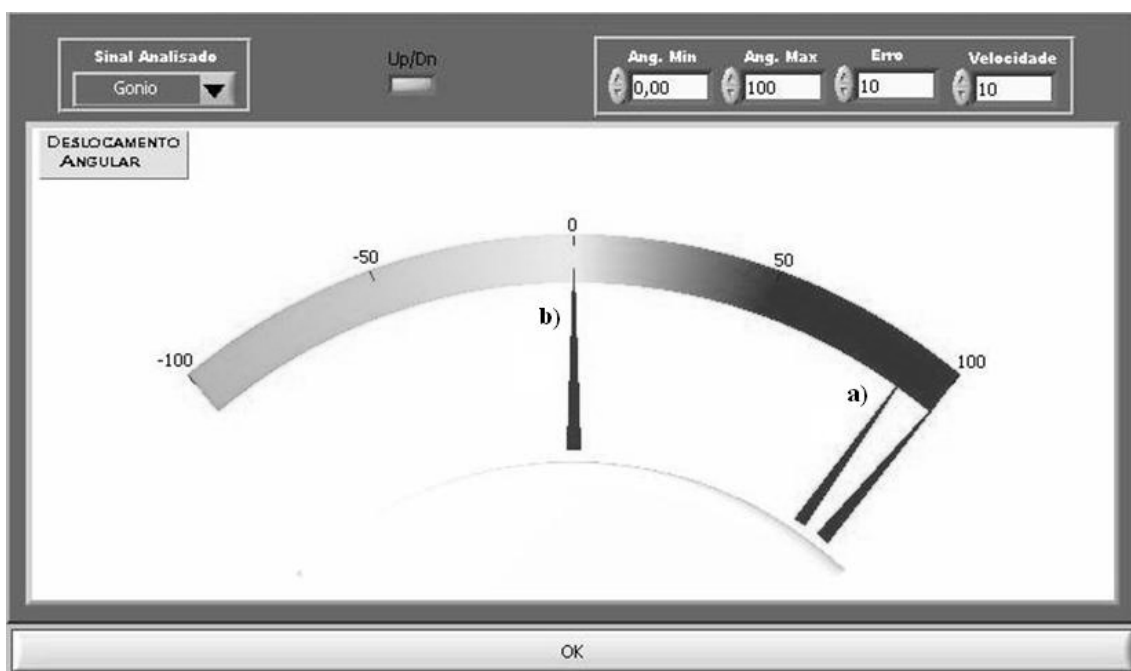 Sinal Analisado
Gonio
Up/Dn
Ang. Min
Ang. Max
Erro
Velocidade
0,00
100
10
10
DESLOCAMENTO
ANGULAR
0
-50
50
-100
100
b)
a)
OK